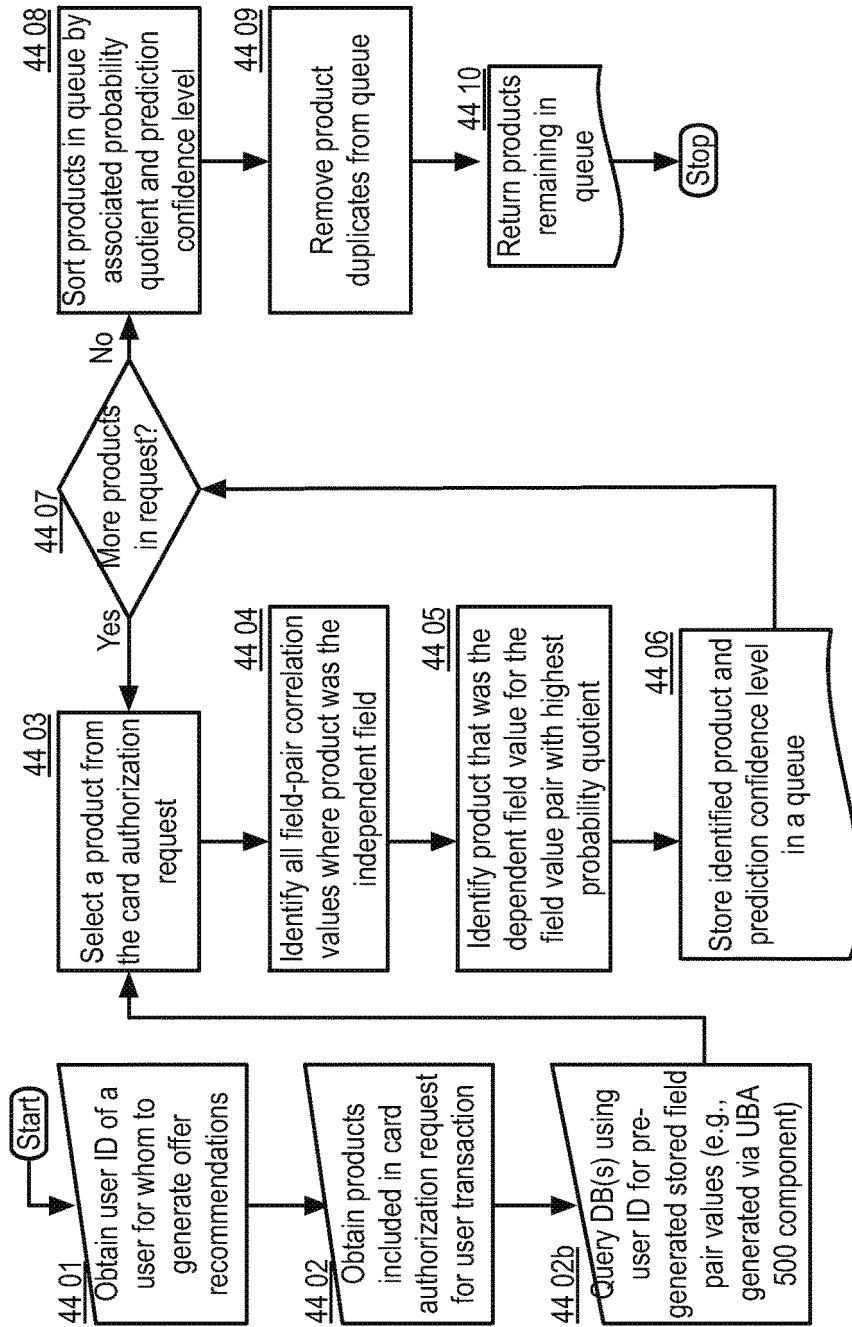 Start
44 01
Obtain user ID of a
user for whom to
generate offer
recommendations
44 02
Obtain products
included in card
authorization request
for user transaction
44 02b
Query DB(s) using
user ID for pre-
generated stored field
pair values (e.g.,
generated via UBA
500 component)
44 03
Select a product from
the card authorization
request
44 04
Identify all field-pair correlation
values where product was the
independent field
44 05
Identify product that was the
dependent field value for the
field value pair with highest
probability quotient
44 06
Store identified product and
prediction confidence level
in a queue
44 07
More products
in request?
Yes
No
44 08
Sort products in queue by
associated probability
quotient and prediction
confidence level
44 09
Remove product
duplicates from queue
44 10
Return products
remaining in
queue
Stop